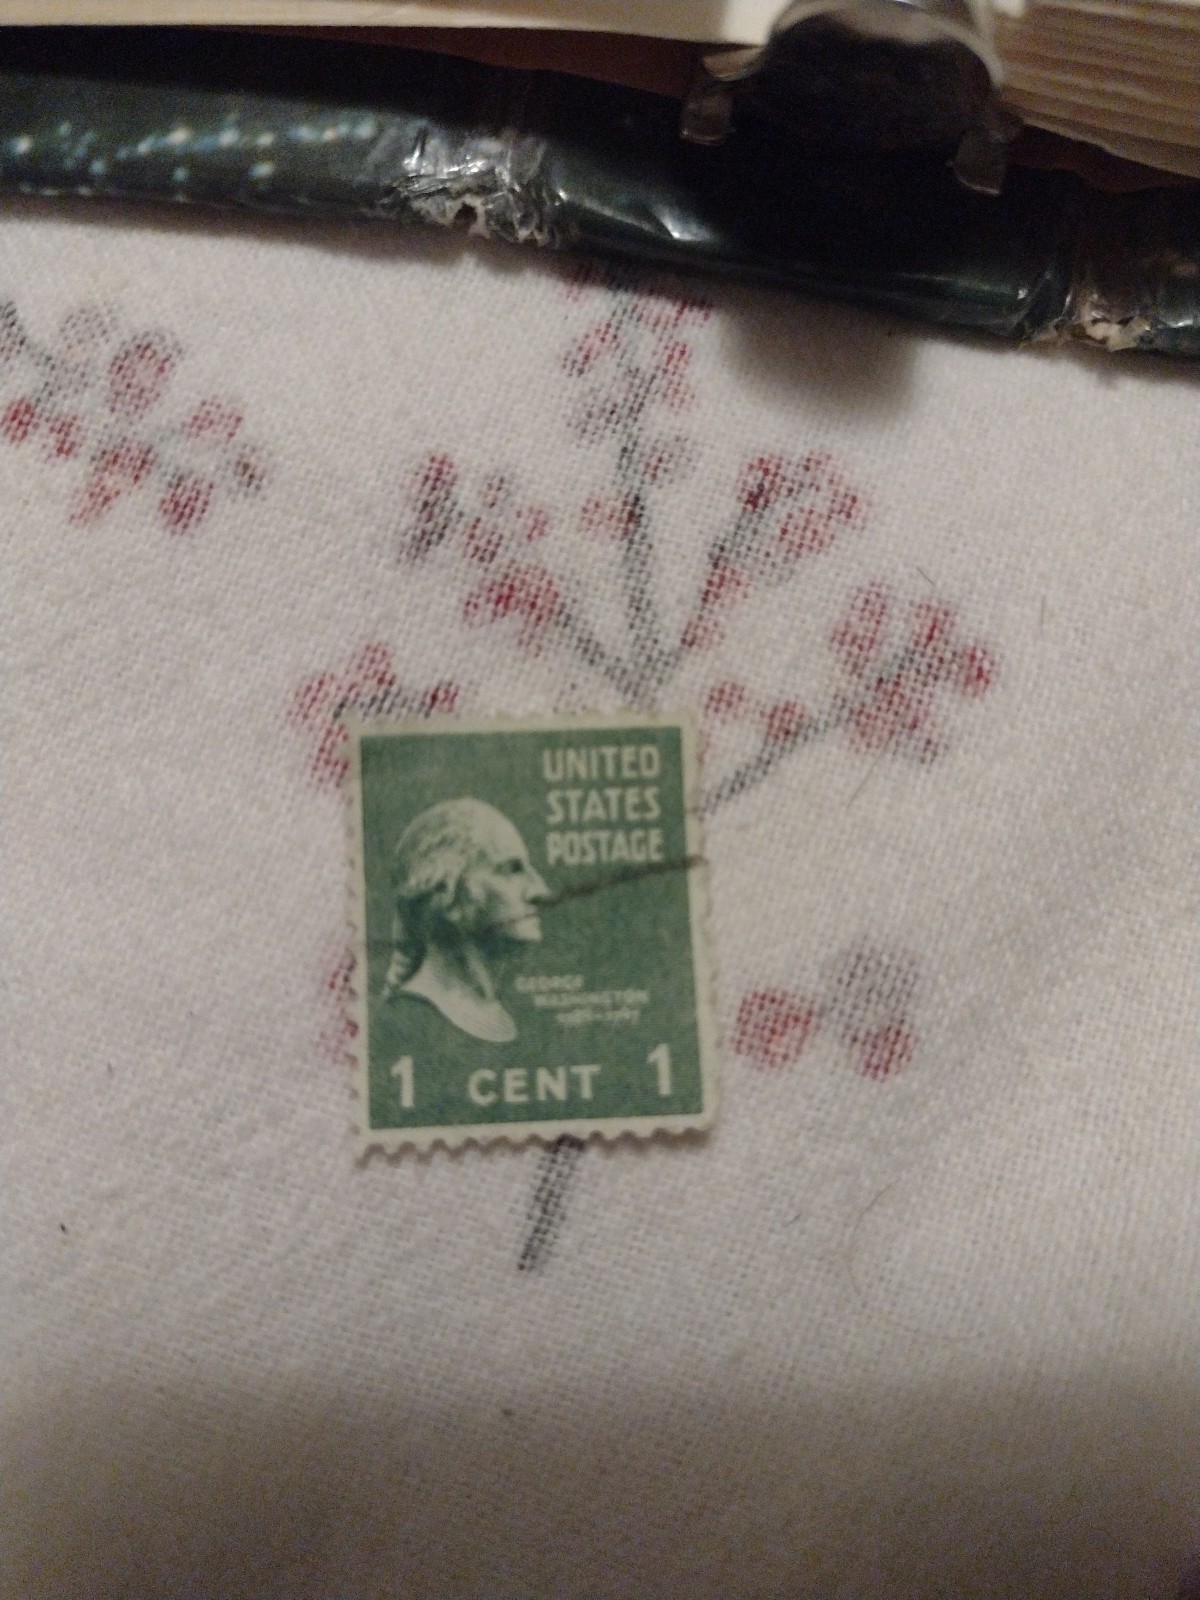 UNITED
STATES
POSTAGE
GEORGE
WASHINGTON
1 CENT 1